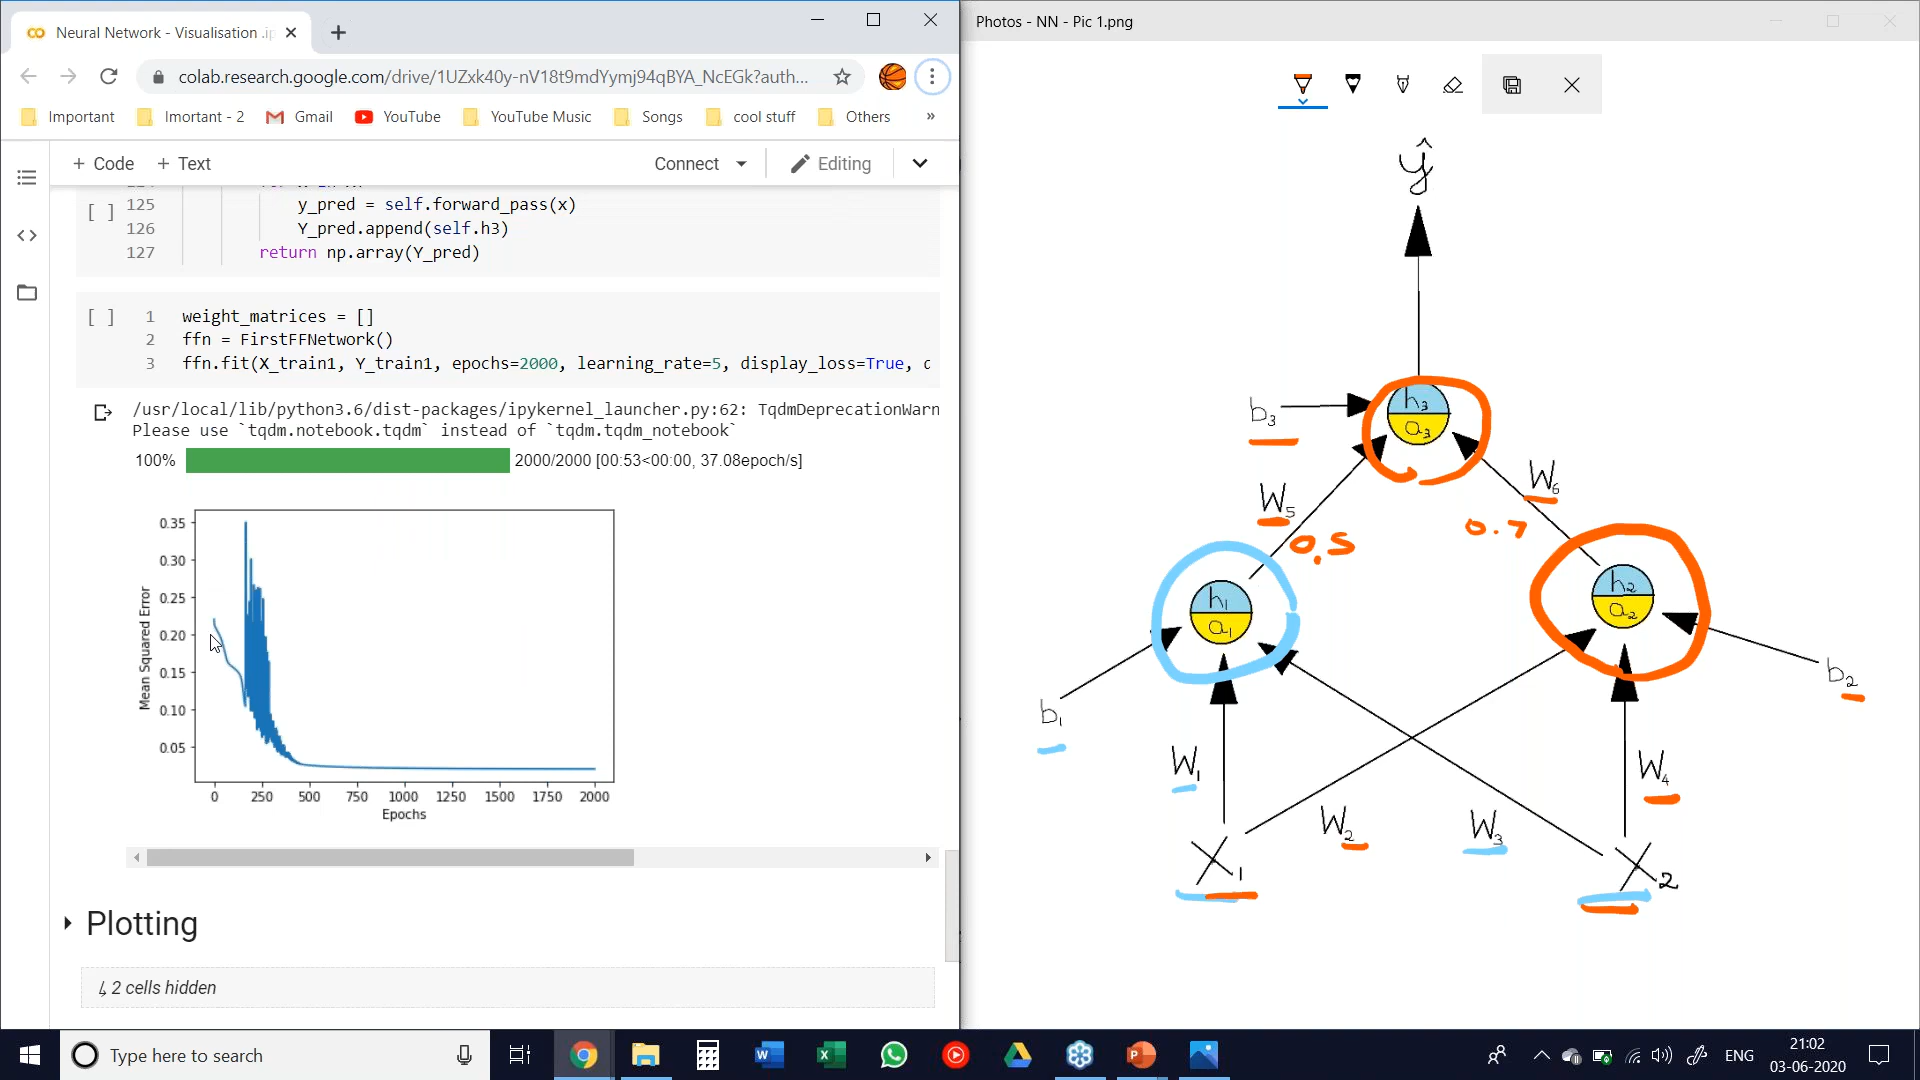 Neural Network - Visualisation .ip
colab.research.google.com/drive/1UZxk40y-nV18t9mdYymj94qBYA_NcEGk?auth...
Important
Imortant - 2
Gmail
YouTube
YouTube Music
Songs
cool stuff
Others
»
+ Code + Text
Connect
Editing
[ ]
125 y_pred = self.forward_pass(x)
126 Y_pred.append(self.h3)
127 return np.array(Y_pred)
[ ] 1 weight_matrices = []
2 ffn = FirstFFNetwork()
3 ffn.fit(X_train1, Y_train1, epochs=2000, learning_rate=5, display_loss=True, d
/usr/local/lib/python3.6/dist-packages/ipykernel_launcher.py:62: TqdmDeprecationWarn
Please use `tqdm.notebook.tqdm` instead of `tqdm.tqdm_notebook`
100% 2000/2000 [00:53<00:00, 37.08epoch/s]
0.35
0.30
0.25
0.20
0.15
0.10
0.05
Mean Squared Error
0 250 500 750 1000 1250 1500 1750 2000
Epochs
Plotting
2 cells hidden
Photos - NN - Pic 1.png
ŷ
b3
h3
a3
W5
0.5
W6
0.7
h1
a1
h2
a2
b1
b2
W1
W2
W3
W4
X1
X2
Type here to search
ENG
21:02
03-06-2020